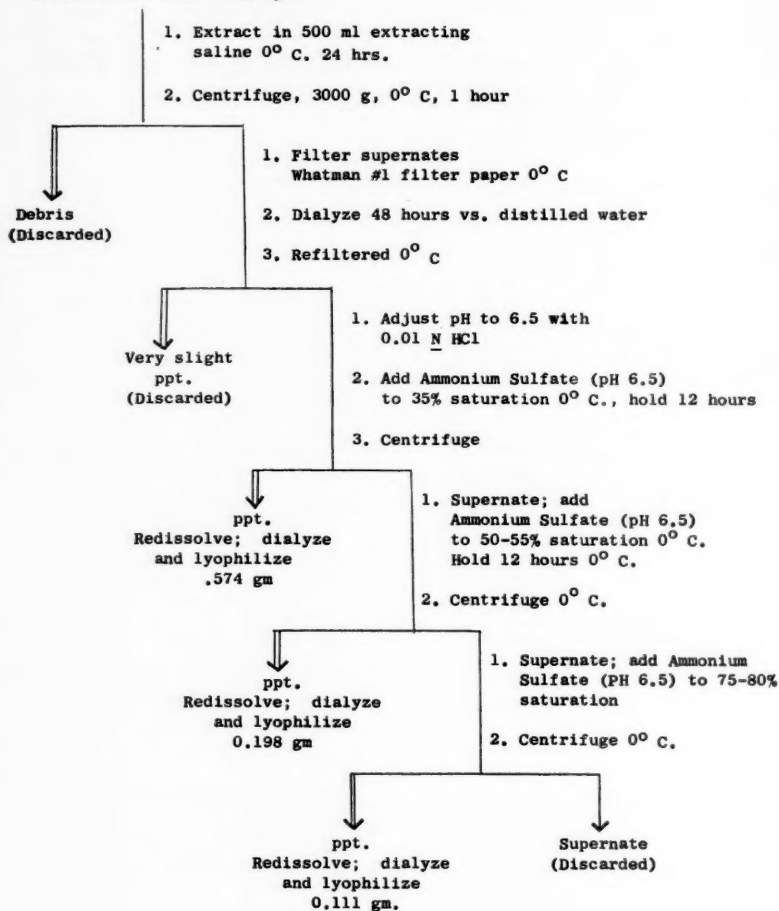 1. Extract in 500 ml extracting
saline 0° C. 24 hrs.
2. Centrifuge, 3000 g, 0° C, 1 hour
Debris
(Discarded)
1. Filter supernates
Whatman #1 filter paper 0° C
2. Dialyze 48 hours vs. distilled water
3. Refiltered 0° C
Very slight
ppt.
(Discarded)
1. Adjust pH to 6.5 with
0.01 N HCl
2. Add Ammonium Sulfate (pH 6.5)
to 35% saturation 0° C., hold 12 hours
3. Centrifuge
ppt.
Redissolve; dialyze
and lyophilize
.574 gm
1. Supernate; add
Ammonium Sulfate (pH 6.5)
to 50-55% saturation 0° C.
Hold 12 hours 0° C.
2. Centrifuge 0° C.
ppt.
Redissolve; dialyze
and lyophilize
0.198 gm
1. Supernate; add Ammonium
Sulfate (PH 6.5) to 75-80%
saturation
2. Centrifuge 0° C.
ppt.
Redissolve; dialyze
and lyophilize
0.111 gm.
Supernate
(Discarded)